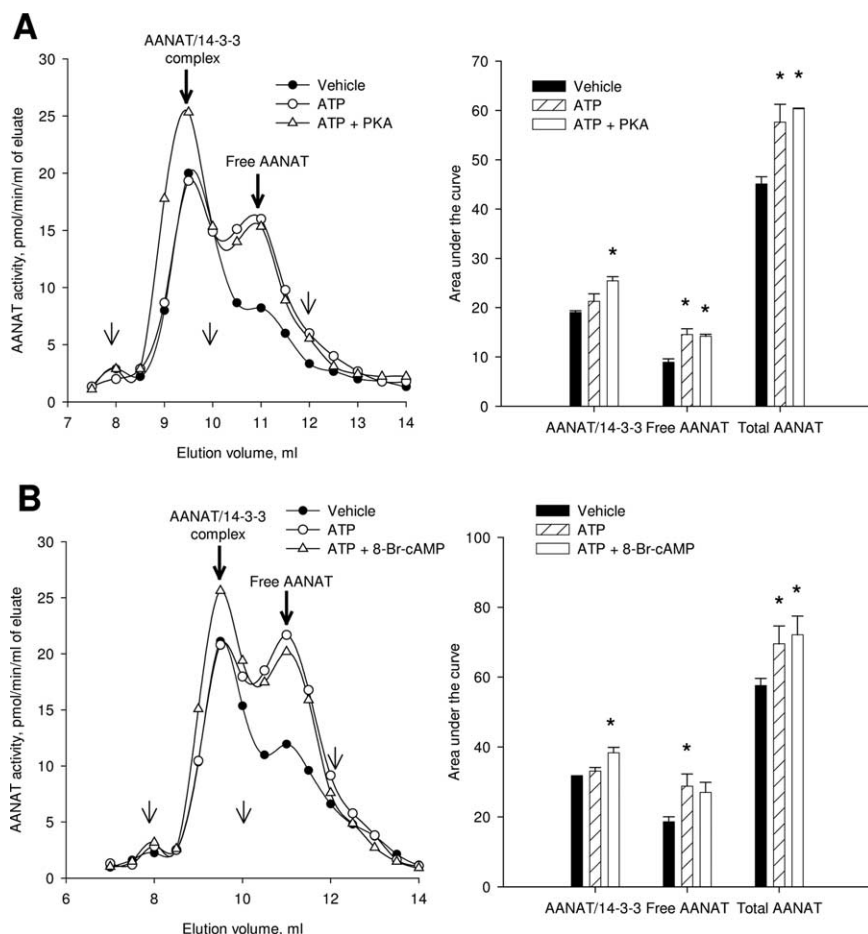 A
AANAT/14-3-3
complex
Vehicle
ATP
ATP + PKA
Free AANAT
AANAT activity, pmol/min/ml of eluate
30
25
20
15
10
5
0
7 8 9 10 11 12 13 14
Elution volume, ml
Vehicle
ATP
ATP + PKA
Area under the curve
70
60
50
40
30
20
10
0
* * * * *
AANAT/14-3-3 Free AANAT Total AANAT
B
AANAT/14-3-3
complex
Vehicle
ATP
ATP + 8-Br-cAMP
Free AANAT
AANAT activity, pmol/min/ml of eluate
30
25
20
15
10
5
0
6 8 10 12 14
Elution volume, ml
Vehicle
ATP
ATP + 8-Br-cAMP
Area under the curve
100
80
60
40
20
0
* * * *
AANAT/14-3-3 Free AANAT Total AANAT